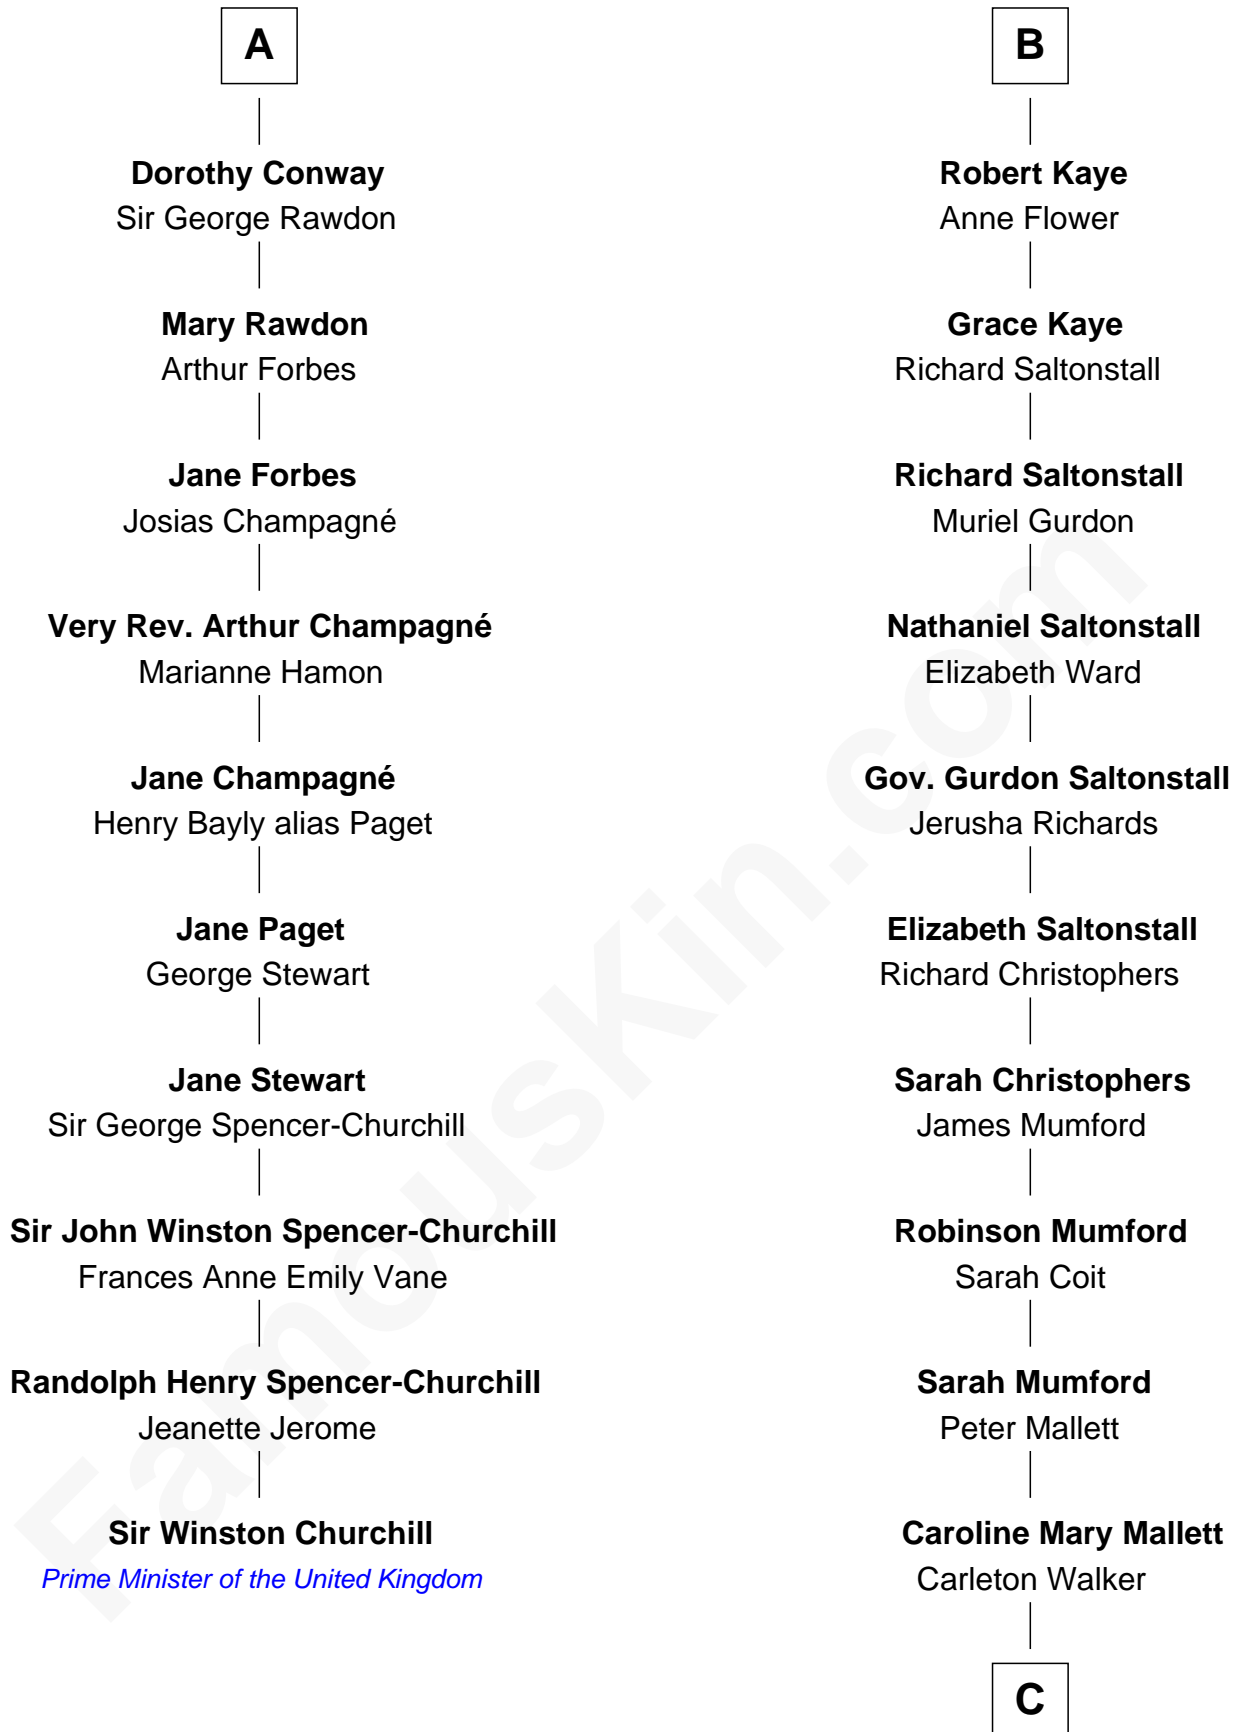 A
Dorothy Conway
Sir George Rawdon
Mary Rawdon
Arthur Forbes
Jane Forbes
Josias Champagné
Very Rev. Arthur Champagné
Marianne Hamon
Jane Champagné
Henry Bayly alias Paget
Jane Paget
George Stewart
Jane Stewart
Sir George Spencer-Churchill
Sir John Winston Spencer-Churchill
Frances Anne Emily Vane
Randolph Henry Spencer-Churchill
Jeanette Jerome
Sir Winston Churchill
Prime Minister of the United Kingdom
B
Robert Kaye
Anne Flower
Grace Kaye
Richard Saltonstall
Richard Saltonstall
Muriel Gurdon
Nathaniel Saltonstall
Elizabeth Ward
Gov. Gurdon Saltonstall
Jerusha Richards
Elizabeth Saltonstall
Richard Christophers
Sarah Christophers
James Mumford
Robinson Mumford
Sarah Coit
Sarah Mumford
Peter Mallett
Caroline Mary Mallett
Carleton Walker
C
FamousKin.com